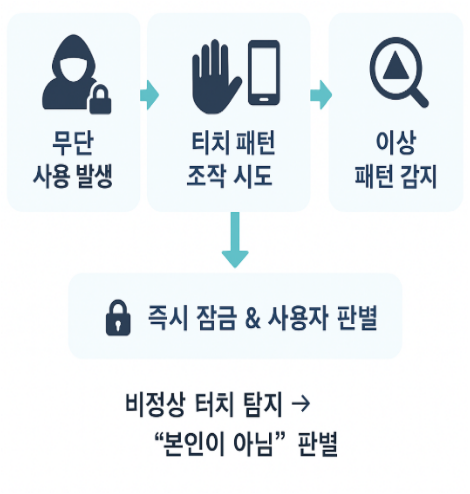 무단
사용 발생
터치 패턴
조작 시도
이상
패턴 감지
즉시 잠금 & 사용자 판별
비정상 터치 탐지 →
“본인이 아님” 판별